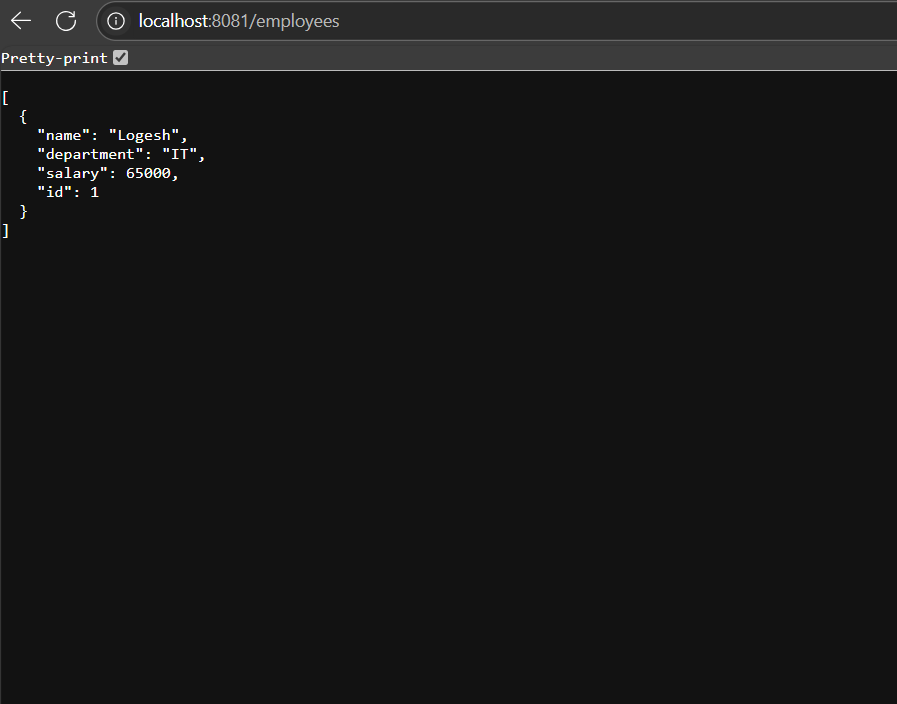 localhost:8081/employees
Pretty-print
[
  {
    "name": "Logesh",
    "department": "IT",
    "salary": 65000,
    "id": 1
  }
]